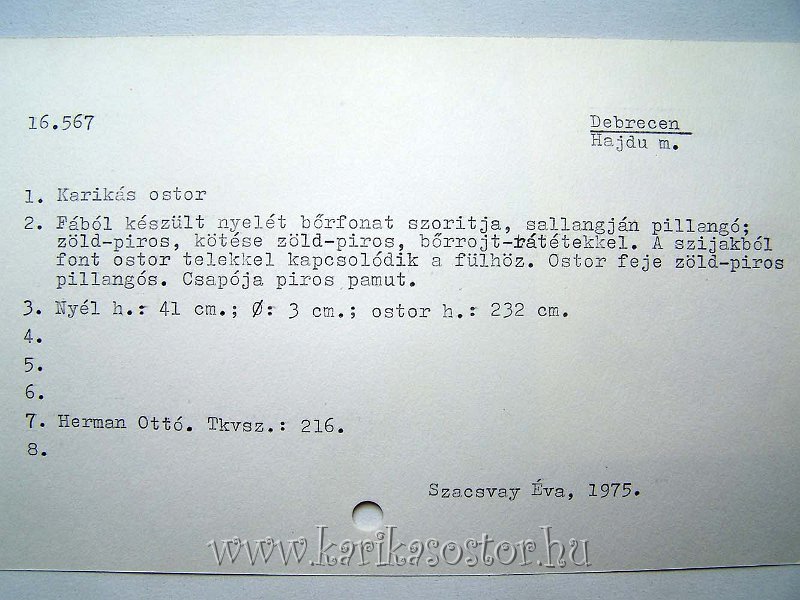 16.567
Debrecen
Hajdu m.
1. Karikás ostor
2. Fából készült nyelét bőrfonat szoritja, sallangján pillangó;
zöld-piros, kötése zöld-piros, bőrrojt-rátétekkel. A szijakból
font ostor telekkel kapcsolódik a fülhöz. Ostor feje zöld-piros
pillangós. Csapója piros pamut.
3. Nyél h.: 41 cm.; Ø: 3 cm.; ostor h.: 232 cm.
4.
5.
6.
7. Herman Ottó. Tkvsz.: 216.
8.
Szacsvay Éva, 1975.
www.karikasostor.hu